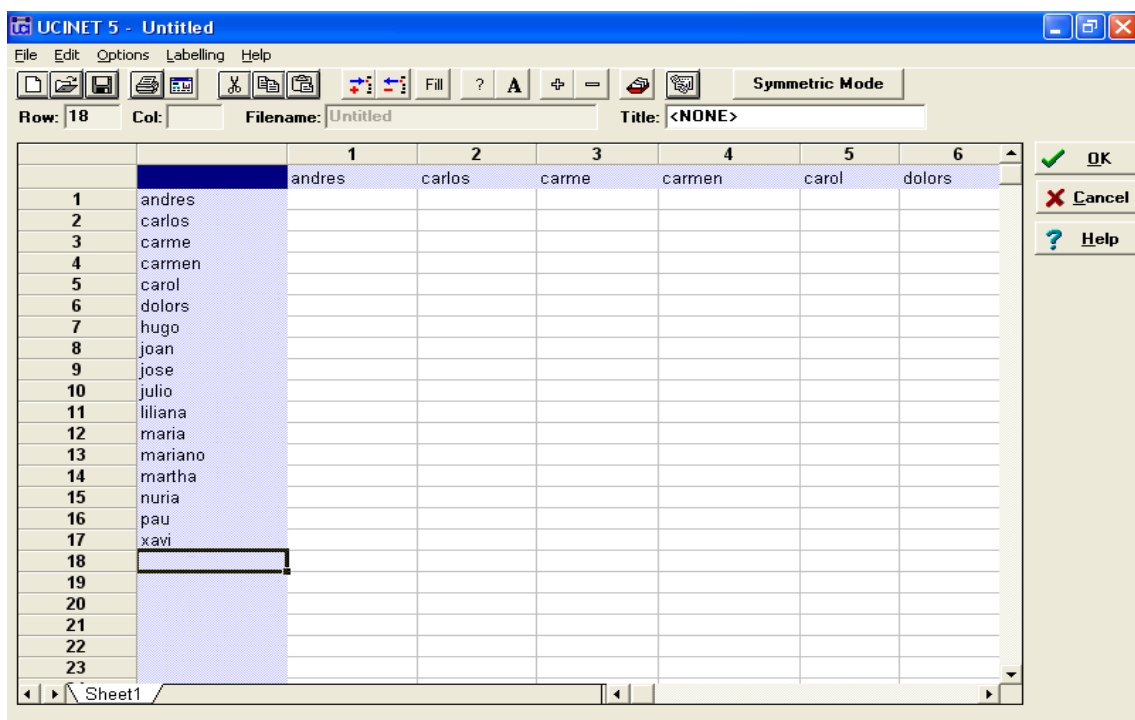 UCINET 5 - Untitled
File Edit Options Labelling Help
Fill ? A Symmetric Mode
Row: 18 Col: Filename: Untitled Title: <NONE>
1 2 3 4 5 6
andres carlos carme carmen carol dolors
1 andres
2 carlos
3 carme
4 carmen
5 carol
6 dolors
7 hugo
8 joan
9 jose
10 julio
11 liliana
12 maria
13 mariano
14 martha
15 nuria
16 pau
17 xavi
18
19
20
21
22
23
Sheet1
OK
Cancel
Help